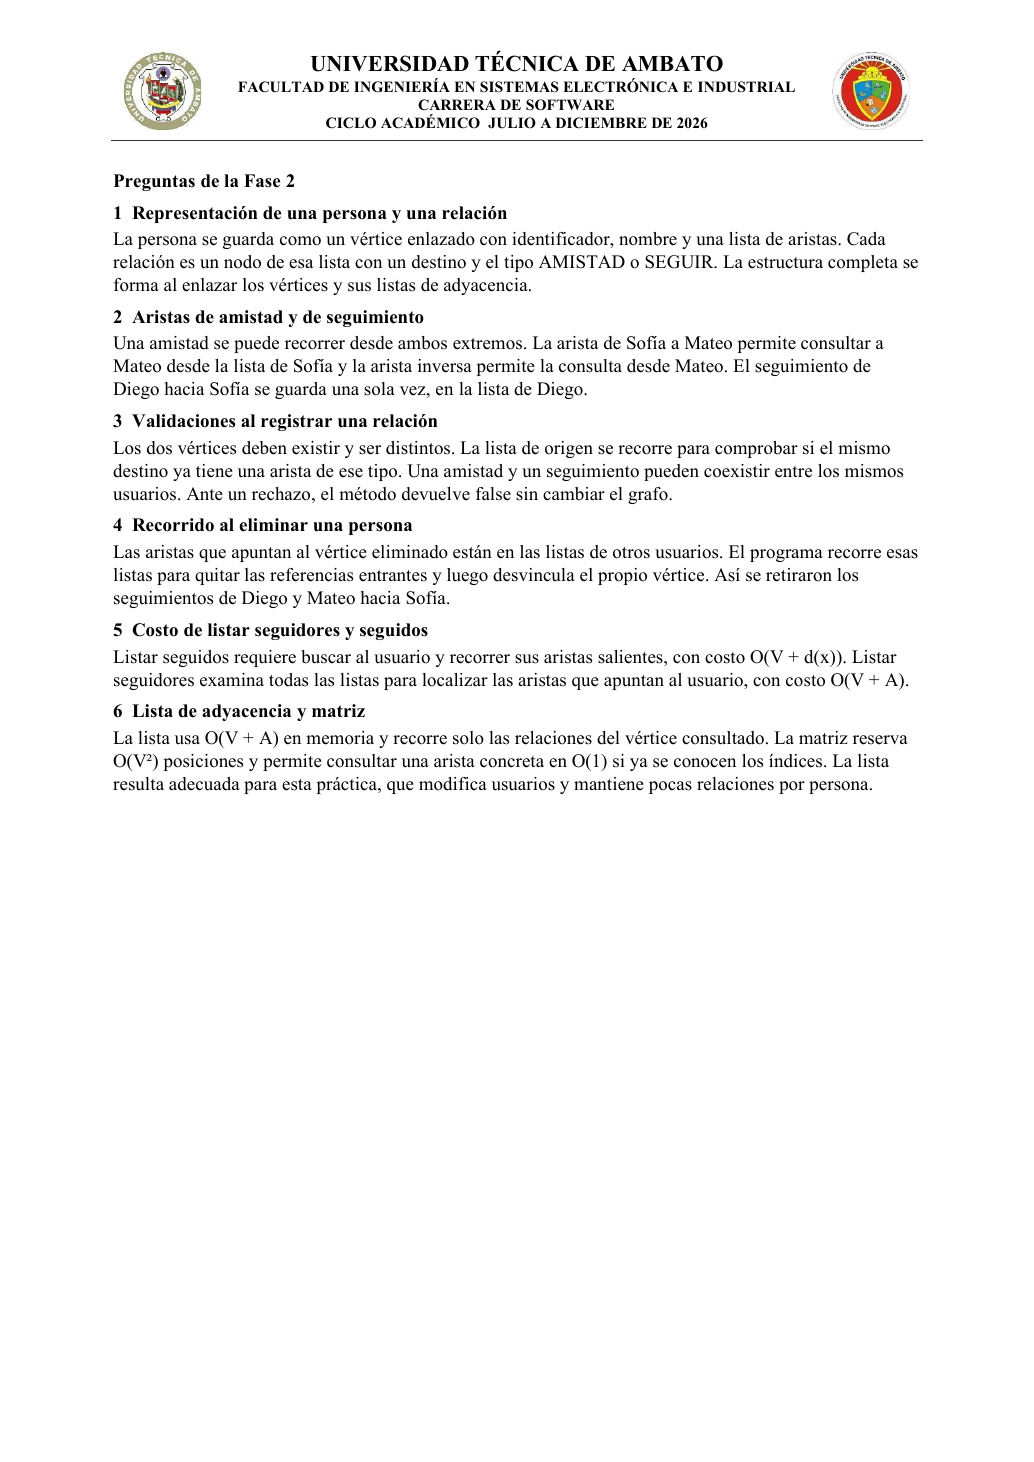 UNIVERSIDAD TÉCNICA DE AMBATO
FACULTAD DE INGENIERÍA EN SISTEMAS ELECTRÓNICA E INDUSTRIAL
CARRERA DE SOFTWARE
CICLO ACADÉMICO JULIO A DICIEMBRE DE 2026
UNIVERSIDAD TÉCNICA DE AMBATO
Preguntas de la Fase 2
1 Representación de una persona y una relación
La persona se guarda como un vértice enlazado con identificador, nombre y una lista de aristas. Cada
relación es un nodo de esa lista con un destino y el tipo AMISTAD o SEGUIR. La estructura completa se
forma al enlazar los vértices y sus listas de adyacencia.
2 Aristas de amistad y de seguimiento
Una amistad se puede recorrer desde ambos extremos. La arista de Sofía a Mateo permite consultar a
Mateo desde la lista de Sofía y la arista inversa permite la consulta desde Mateo. El seguimiento de
Diego hacia Sofía se guarda una sola vez, en la lista de Diego.
3 Validaciones al registrar una relación
Los dos vértices deben existir y ser distintos. La lista de origen se recorre para comprobar si el mismo
destino ya tiene una arista de ese tipo. Una amistad y un seguimiento pueden coexistir entre los mismos
usuarios. Ante un rechazo, el método devuelve false sin cambiar el grafo.
4 Recorrido al eliminar una persona
Las aristas que apuntan al vértice eliminado están en las listas de otros usuarios. El programa recorre esas
listas para quitar las referencias entrantes y luego desvincula el propio vértice. Así se retiraron los
seguimientos de Diego y Mateo hacia Sofía.
5 Costo de listar seguidores y seguidos
Listar seguidos requiere buscar al usuario y recorrer sus aristas salientes, con costo O(V + d(x)). Listar
seguidores examina todas las listas para localizar las aristas que apuntan al usuario, con costo O(V + A).
6 Lista de adyacencia y matriz
La lista usa O(V + A) en memoria y recorre solo las relaciones del vértice consultado. La matriz reserva
O(V²) posiciones y permite consultar una arista concreta en O(1) si ya se conocen los índices. La lista
resulta adecuada para esta práctica, que modifica usuarios y mantiene pocas relaciones por persona.